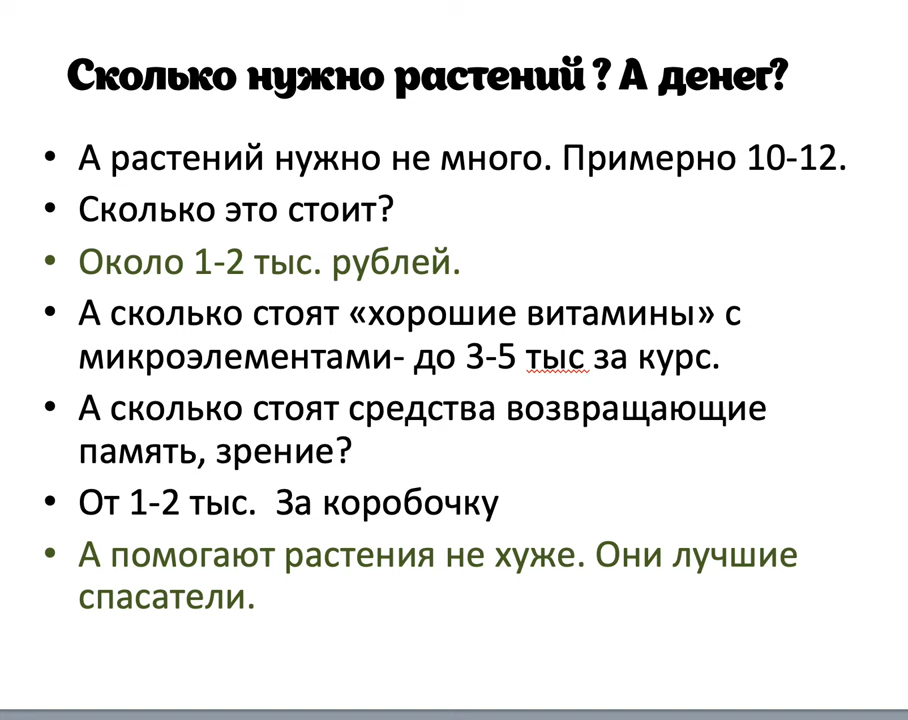 Сколько нужно растений ? А денег?
• А растений нужно не много. Примерно 10-12.
• Сколько это стоит?
• Около 1-2 тыс. рублей.
• А сколько стоят «хорошие витамины» с
микроэлементами- до 3-5 тыс за курс.
• А сколько стоят средства возвращающие
память, зрение?
• От 1-2 тыс.  За коробочку
• А помогают растения не хуже. Они лучшие
спасатели.